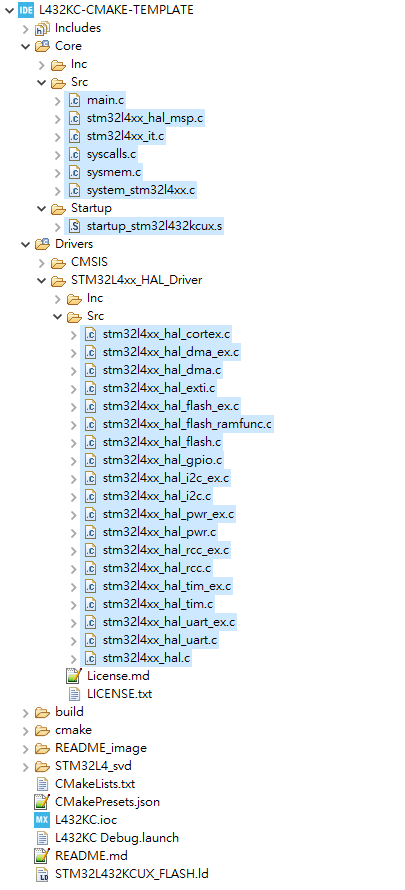 IDE L432KC-CMAKE-TEMPLATE
Includes
Core
Inc
Src
.c main.c
.c stm32l4xx_hal_msp.c
.c stm32l4xx_it.c
.c syscalls.c
.c sysmem.c
.c system_stm32l4xx.c
Startup
.S startup_stm32l432kcux.s
Drivers
CMSIS
STM32L4xx_HAL_Driver
Inc
Src
.c stm32l4xx_hal_cortex.c
.c stm32l4xx_hal_dma_ex.c
.c stm32l4xx_hal_dma.c
.c stm32l4xx_hal_exti.c
.c stm32l4xx_hal_flash_ex.c
.c stm32l4xx_hal_flash_ramfunc.c
.c stm32l4xx_hal_flash.c
.c stm32l4xx_hal_gpio.c
.c stm32l4xx_hal_i2c_ex.c
.c stm32l4xx_hal_i2c.c
.c stm32l4xx_hal_pwr_ex.c
.c stm32l4xx_hal_pwr.c
.c stm32l4xx_hal_rcc_ex.c
.c stm32l4xx_hal_rcc.c
.c stm32l4xx_hal_tim_ex.c
.c stm32l4xx_hal_tim.c
.c stm32l4xx_hal_uart_ex.c
.c stm32l4xx_hal_uart.c
.c stm32l4xx_hal.c
License.md
LICENSE.txt
build
cmake
README_image
STM32L4_svd
CMakeLists.txt
CMakePresets.json
MX L432KC.ioc
L432KC Debug.launch
README.md
LD STM32L432KCUX_FLASH.ld